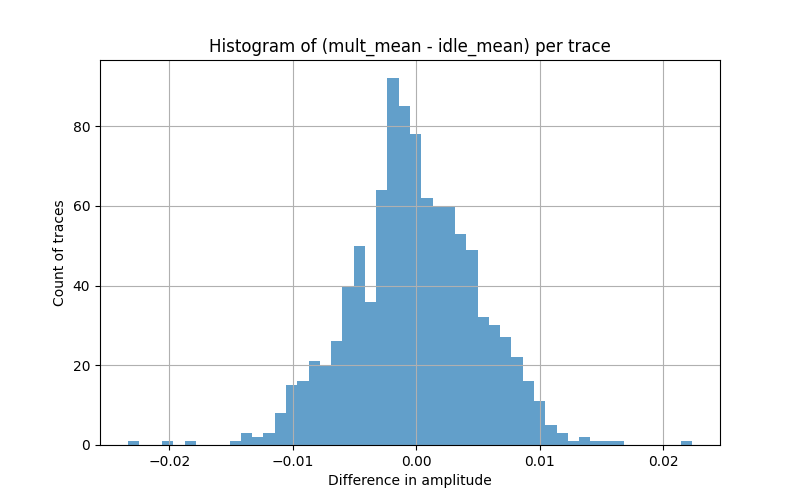 Histogram of (mult_mean - idle_mean) per trace
Count of traces
80
60
40
20
0
−0.02 −0.01 0.00 0.01 0.02
Difference in amplitude